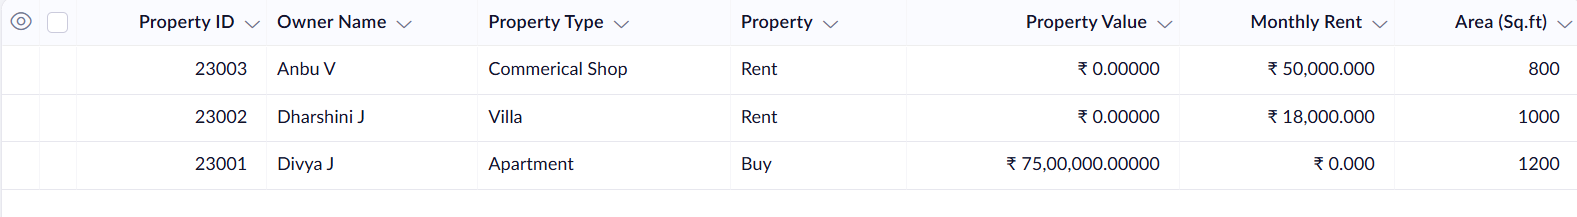 Property ID Owner Name Property Type Property Property Value Monthly Rent Area (Sq.ft)
23003 Anbu V Commerical Shop Rent ₹ 0.00000 ₹ 50,000.000 800
23002 Dharshini J Villa Rent ₹ 0.00000 ₹ 18,000.000 1000
23001 Divya J Apartment Buy ₹ 75,00,000.00000 ₹ 0.000 1200